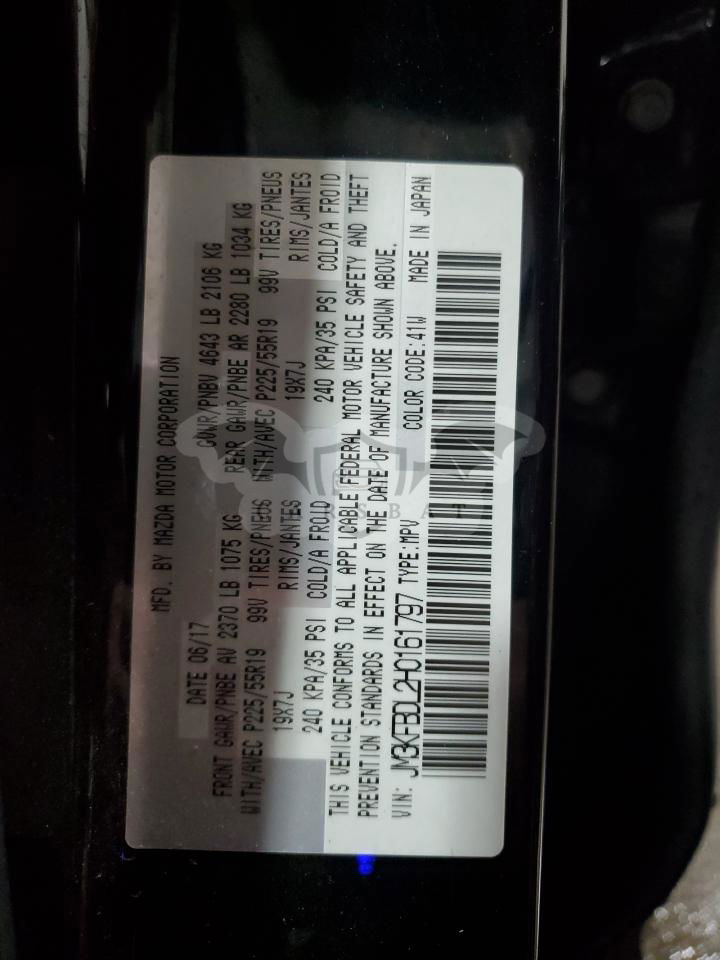 MFD. BY MAZDA MOTOR CORPORATION
DATE 06/17 GVWR/PNBV 4643 LB 2106 KG
FRONT GAWR/PNBE AV 2370 LB 1075 KG REAR GAWR/PNBE AR 2280 LB 1034 KG
WITH/AVEC P225/55R19 99V TIRES/PNEUS WITH/AVEC P225/55R19 99V TIRES/PNEUS
19X7J RIMS/JANTES 19X7J RIMS/JANTES
240 KPA/35 PSI COLD/A FROID 240 KPA/35 PSI COLD/A FROID
THIS VEHICLE CONFORMS TO ALL APPLICABLE FEDERAL MOTOR VEHICLE SAFETY AND THEFT
PREVENTION STANDARDS IN EFFECT ON THE DATE OF MANUFACTURE SHOWN ABOVE.
VIN: JM3KFBDL2H0161797 TYPE:MPV COLOR CODE:41W MADE IN JAPAN